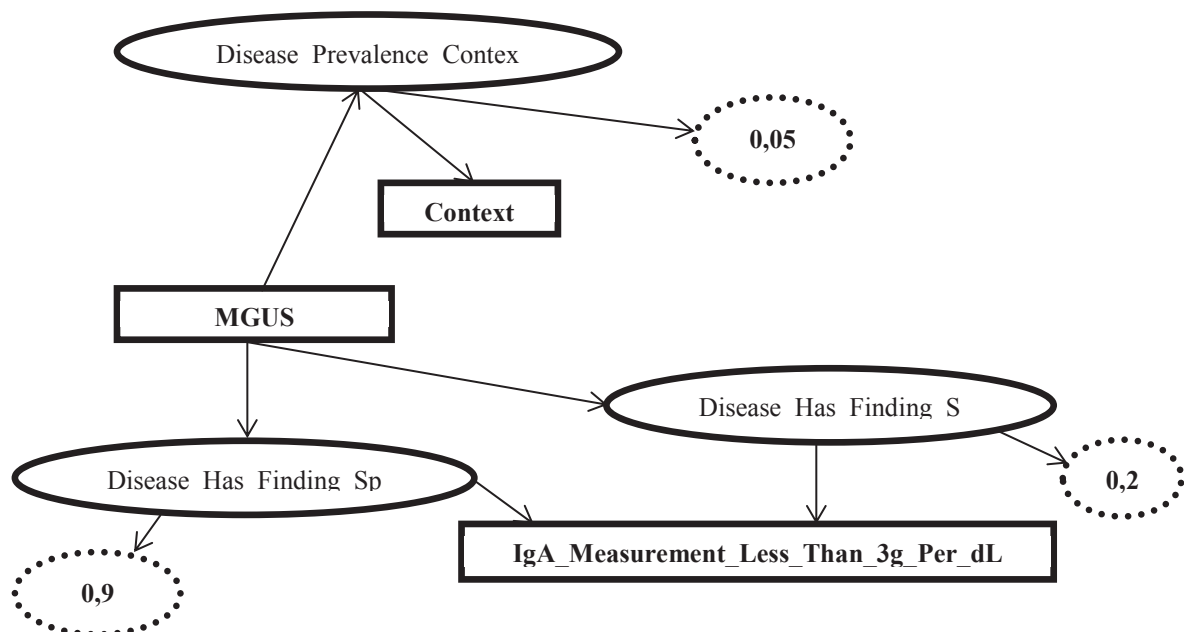 Disease Prevalence Contex
0,05
Context
MGUS
Disease Has Finding S
Disease Has Finding Sp
0,2
IgA_Measurement_Less_Than_3g_Per_dL
0,9